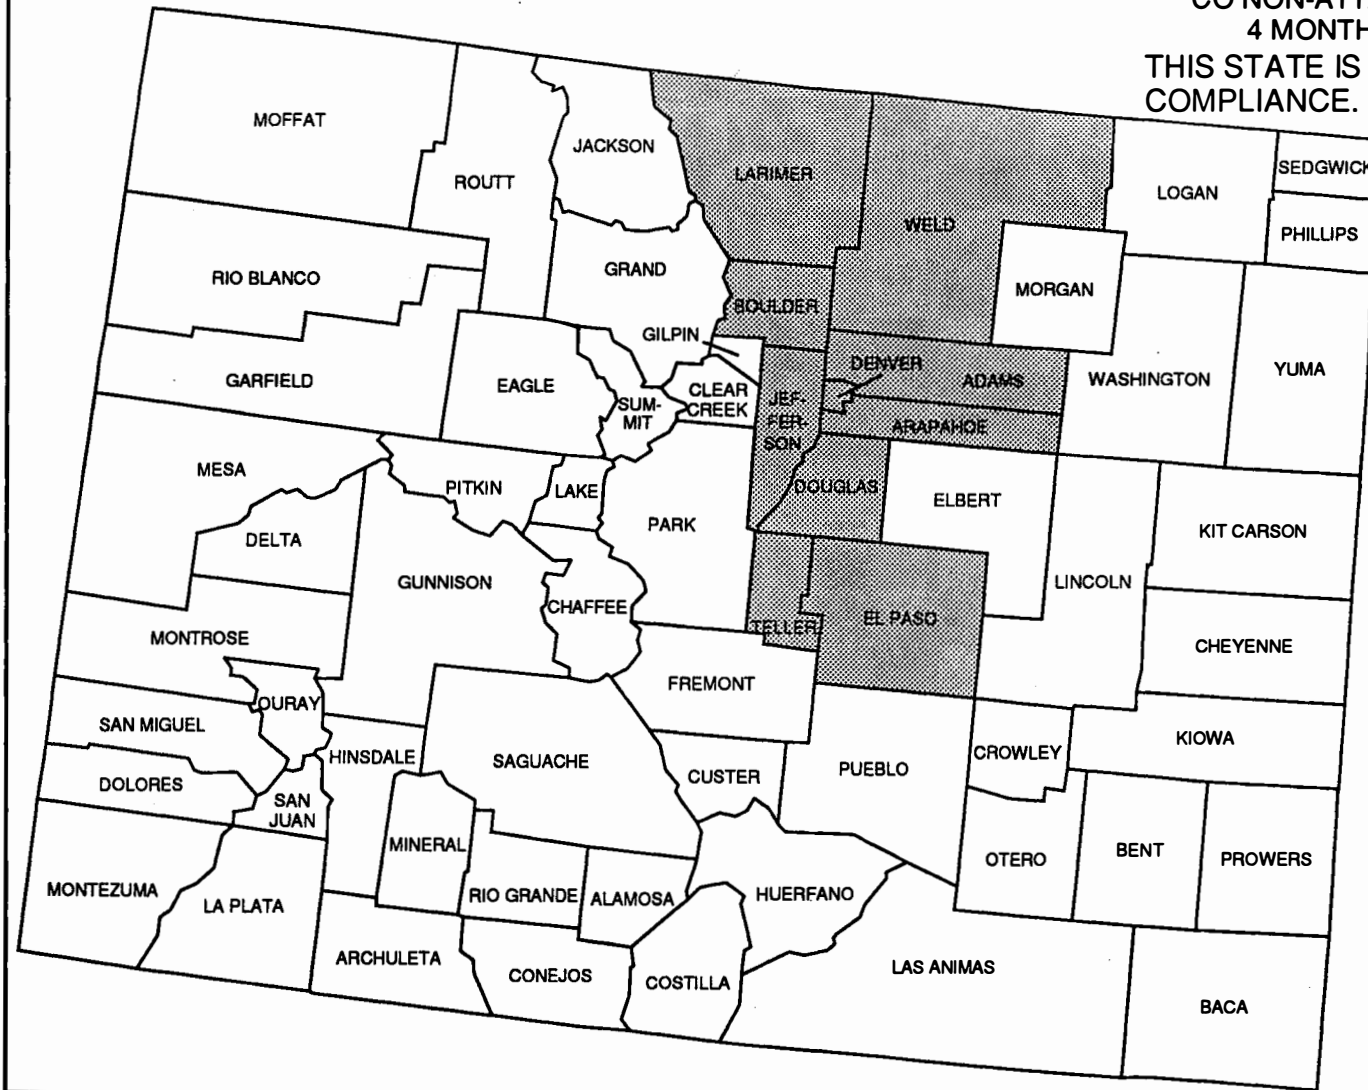 CO NON-ATT
4 MONTH
THIS STATE IS
COMPLIANCE.
MOFFAT
ROUTT
JACKSON
LARIMER
WELD
LOGAN
SEDGWICK
PHILLIPS
RIO BLANCO
GRAND
BOULDER
MORGAN
GILPIN
GARFIELD
EAGLE
SUM-
MIT
CLEAR
CREEK
JEF-
FER-
SON
DENVER
ADAMS
ARAPAHOE
WASHINGTON
YUMA
MESA
PITKIN
LAKE
PARK
DOUGLAS
ELBERT
KIT CARSON
DELTA
GUNNISON
CHAFFEE
LINCOLN
MONTROSE
TELLER
EL PASO
CHEYENNE
OURAY
FREMONT
SAN MIGUEL
HINSDALE
SAGUACHE
CUSTER
PUEBLO
CROWLEY
KIOWA
DOLORES
SAN
JUAN
MINERAL
OTERO
BENT
PROWERS
MONTEZUMA
LA PLATA
RIO GRANDE
ALAMOSA
HUERFANO
ARCHULETA
CONEJOS
COSTILLA
LAS ANIMAS
BACA